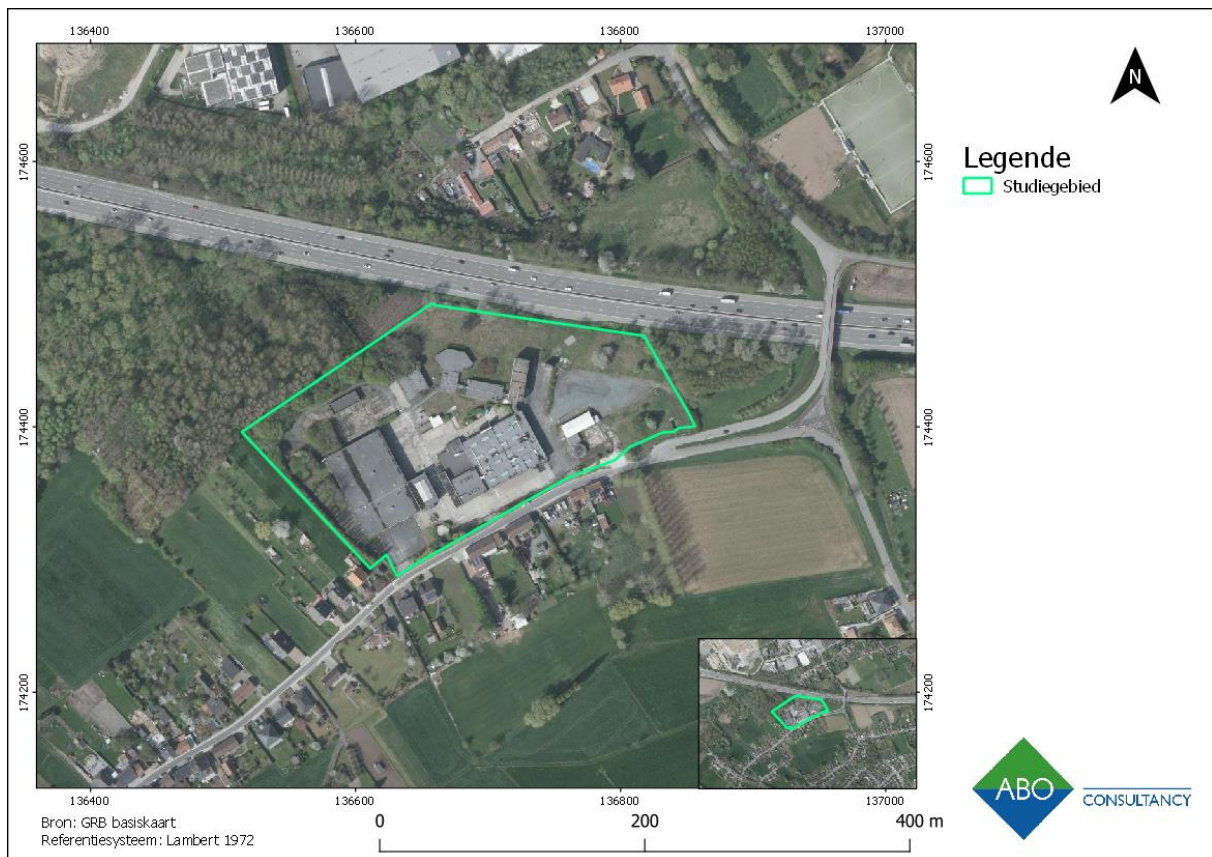 136400 136600 136800 137000
N
Legende
Studiegebied
174600 174600
174400 174400
174200 174200
136400 136600 136800 137000
Bron: GRB basiskaart
Referentiesysteem: Lambert 1972
0 200 400 m
ABO CONSULTANCY